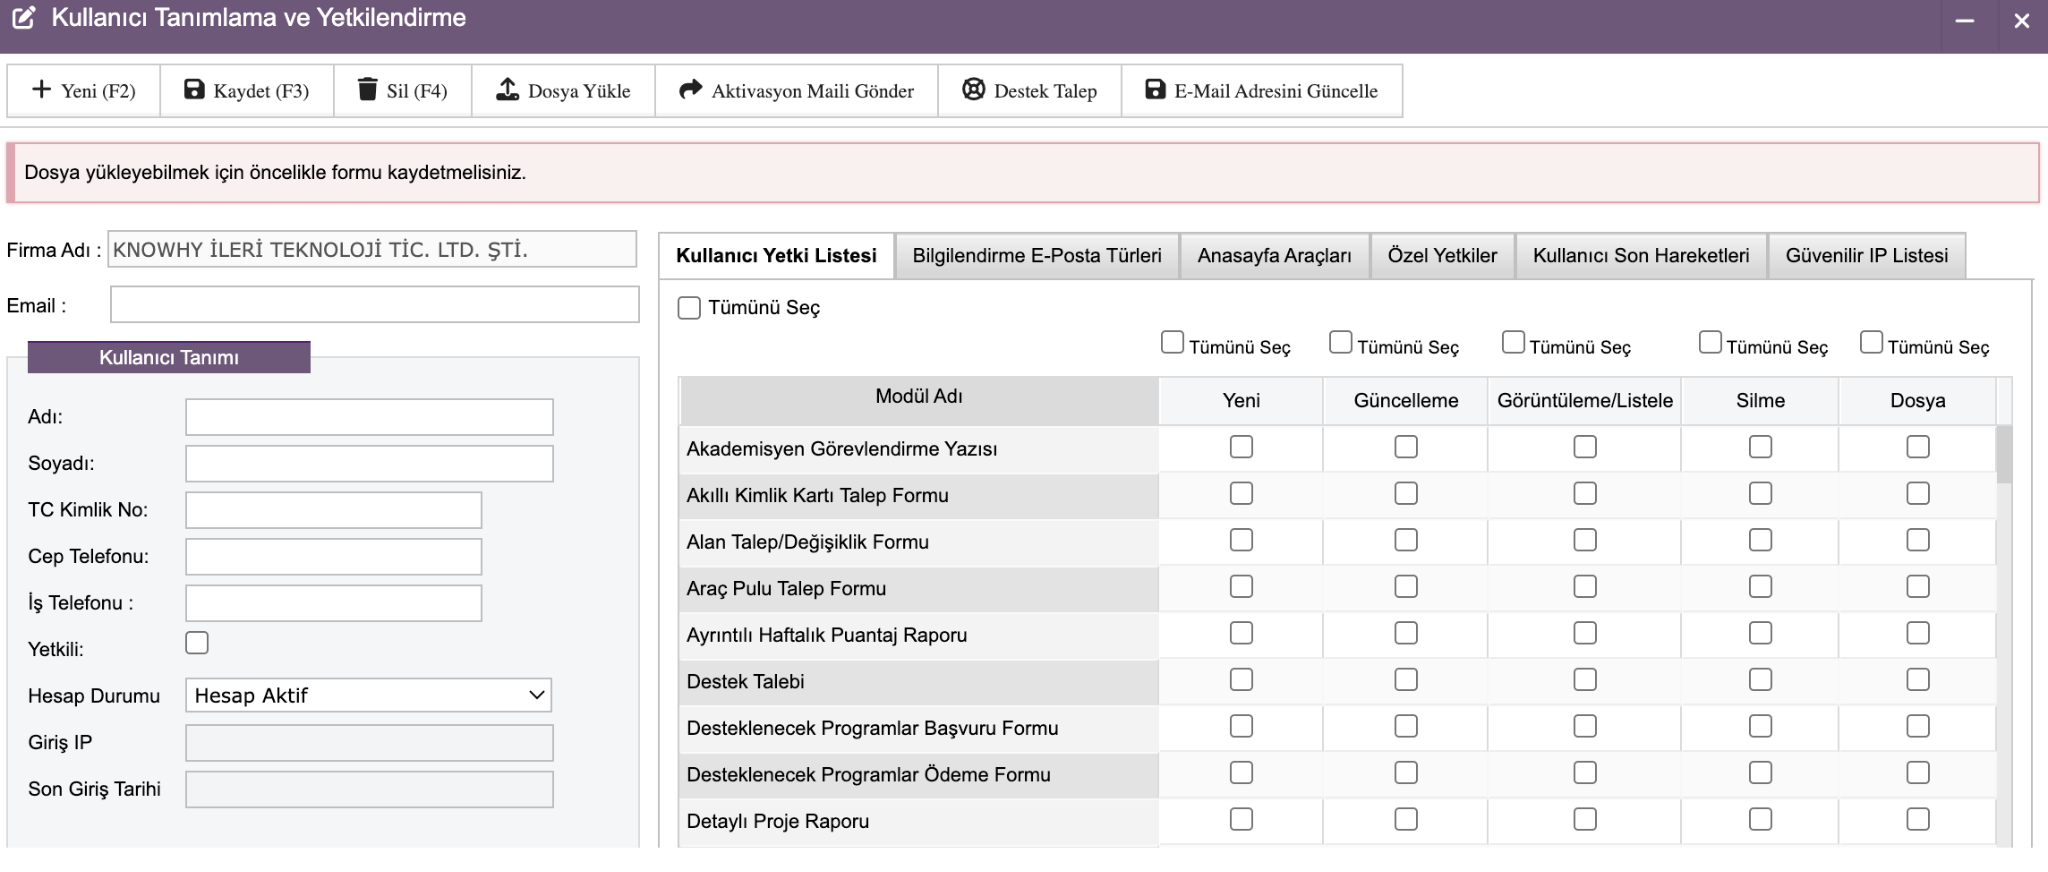 Kullanıcı Tanımlama ve Yetkilendirme
Yeni (F2) Kaydet (F3) Sil (F4) Dosya Yükle Aktivasyon Maili Gönder Destek Talep E-Mail Adresini Güncelle
Dosya yükleyebilmek için öncelikle formu kaydetmelisiniz.
Firma Adı : KNOWHY İLERİ TEKNOLOJİ TİC. LTD. ŞTİ.
Email :
Kullanıcı Tanımı
Adı:
Soyadı:
TC Kimlik No:
Cep Telefonu:
İş Telefonu :
Yetkili:
Hesap Durumu Hesap Aktif
Giriş IP
Son Giriş Tarihi
Kullanıcı Yetki Listesi Bilgilendirme E-Posta Türleri Anasayfa Araçları Özel Yetkiler Kullanıcı Son Hareketleri Güvenilir IP Listesi
Tümünü Seç
Tümünü Seç Tümünü Seç Tümünü Seç Tümünü Seç Tümünü Seç
Modül Adı Yeni Güncelleme Görüntüleme/Listele Silme Dosya
Akademisyen Görevlendirme Yazısı
Akıllı Kimlik Kartı Talep Formu
Alan Talep/Değişiklik Formu
Araç Pulu Talep Formu
Ayrıntılı Haftalık Puantaj Raporu
Destek Talebi
Desteklenecek Programlar Başvuru Formu
Desteklenecek Programlar Ödeme Formu
Detaylı Proje Raporu